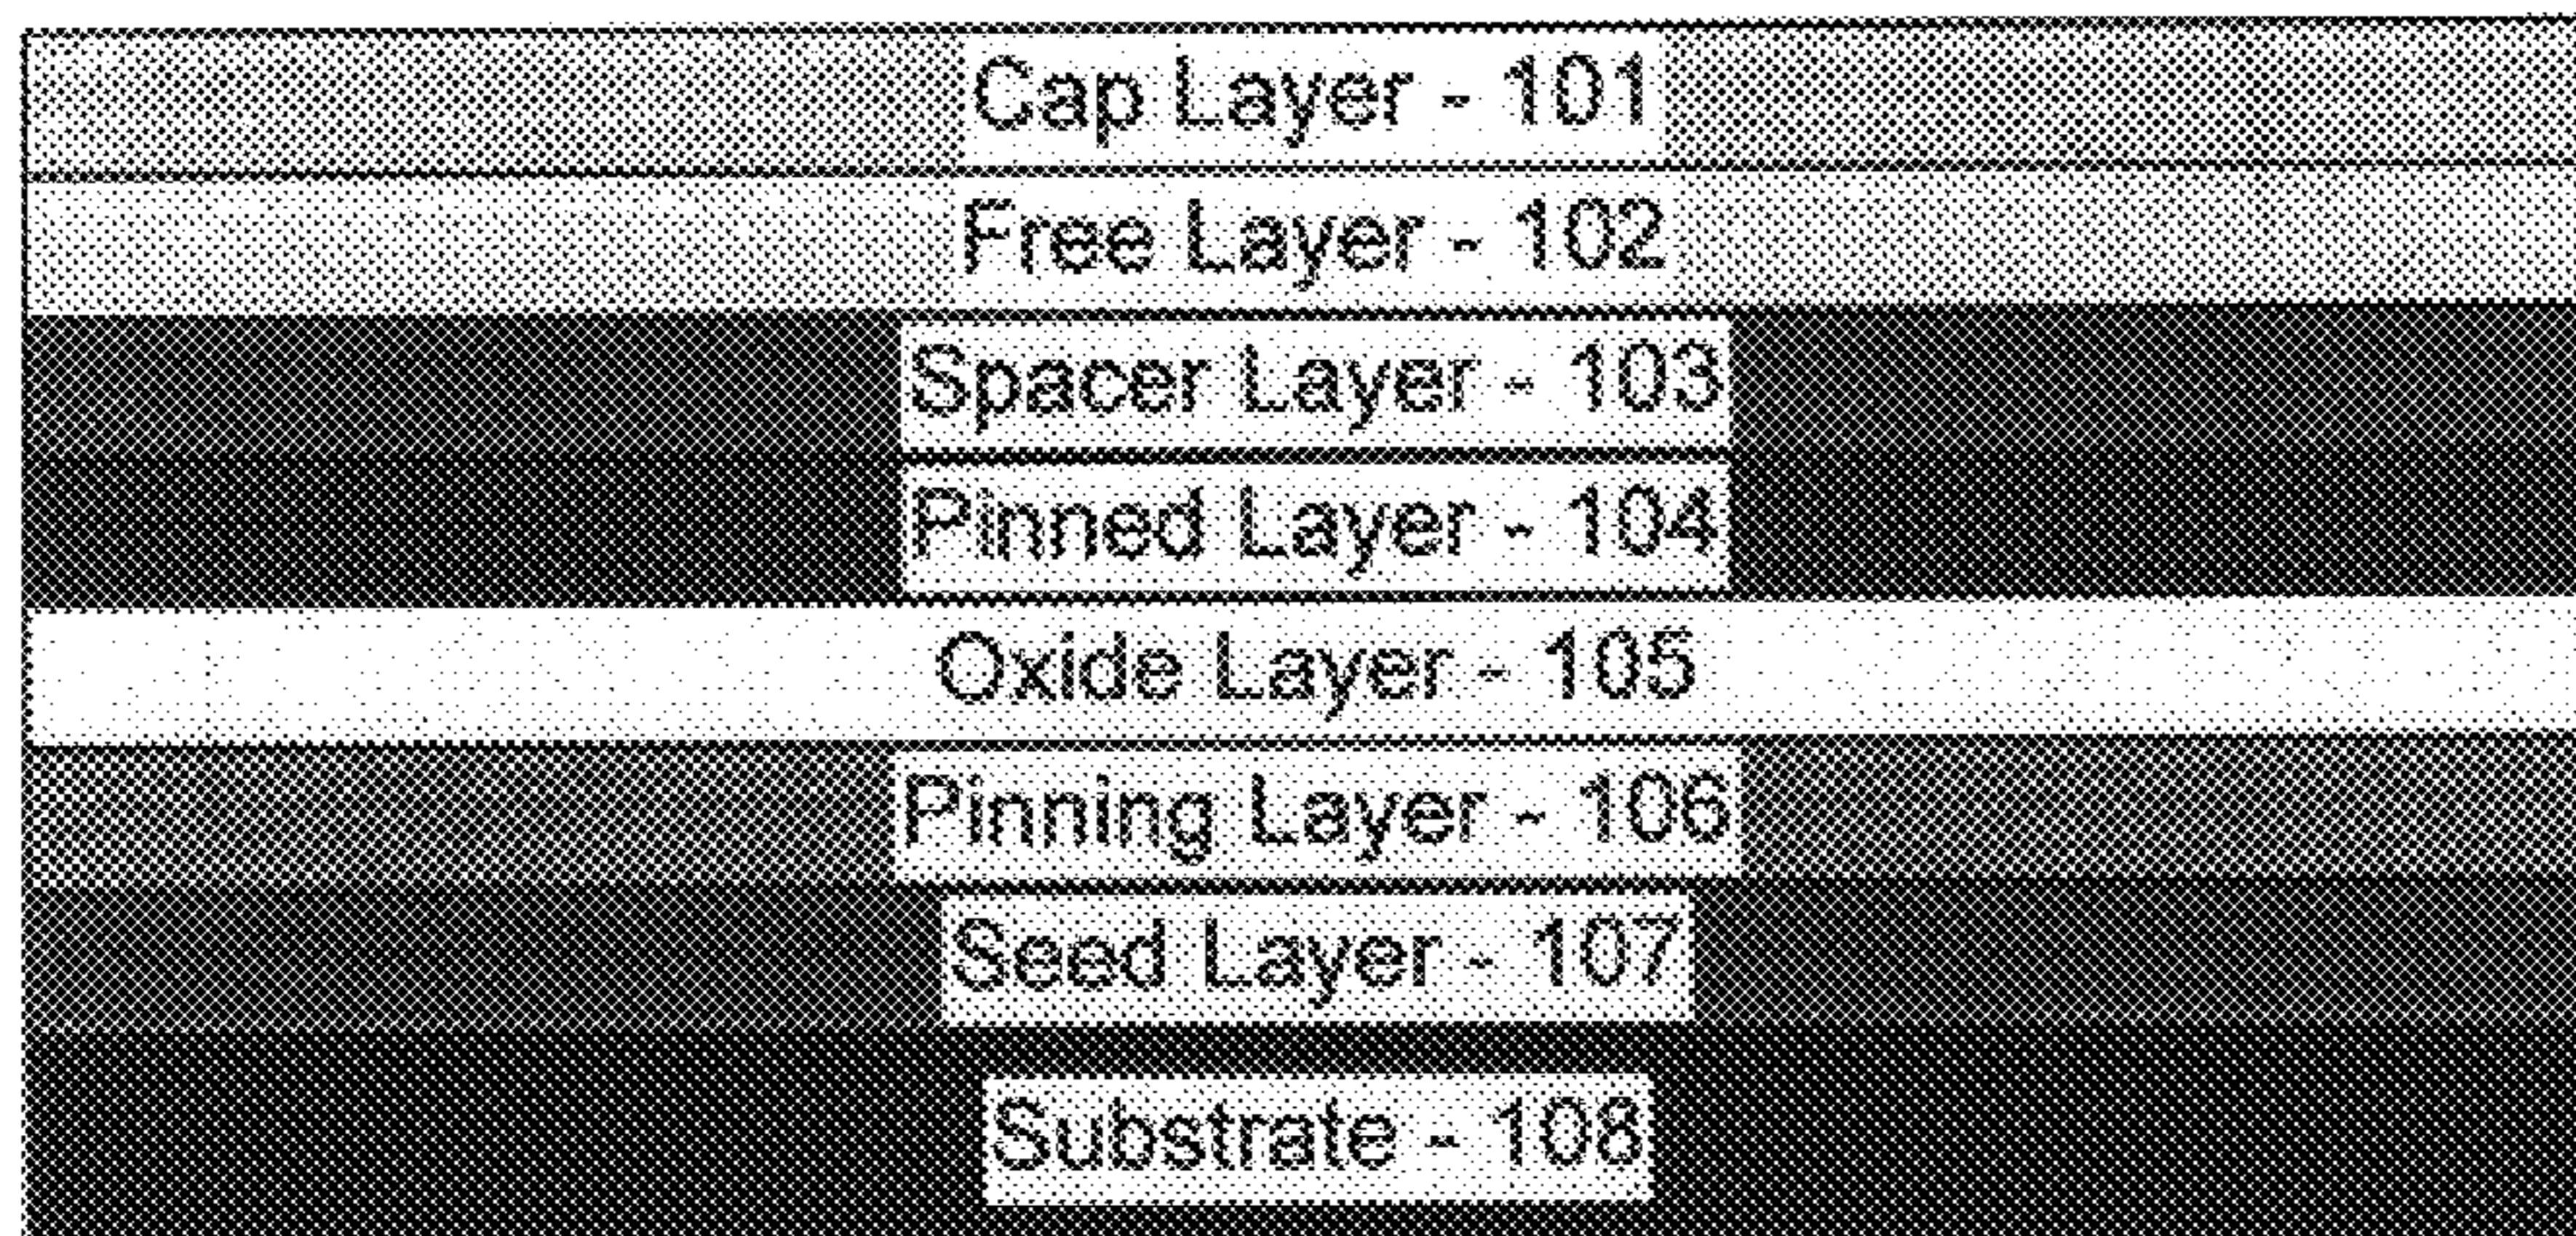 Cap Layer - 101
Free Layer - 102
Spacer Layer - 103
Pinned Layer - 104
Oxide Layer - 105
Pinning Layer - 106
Seed Layer - 107
Substrate - 108